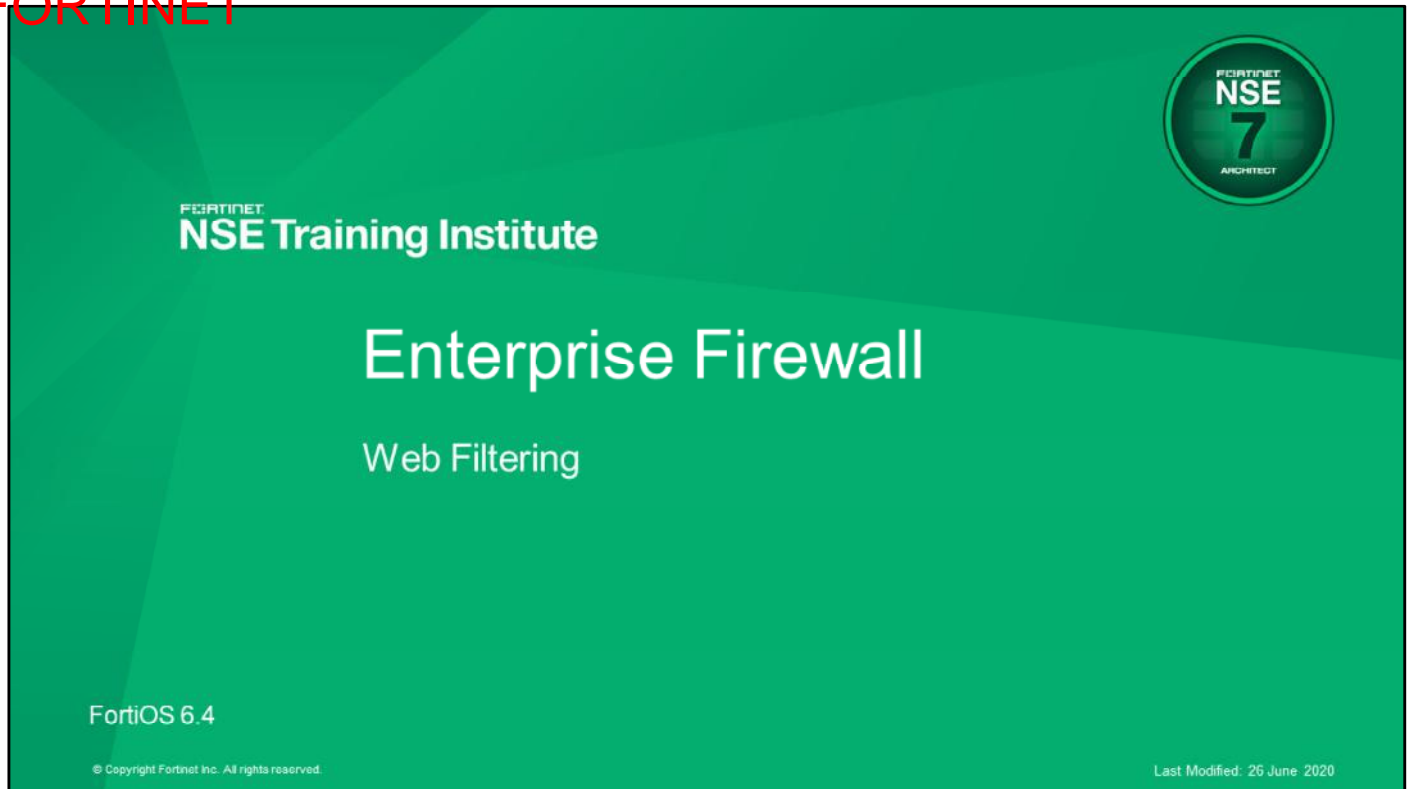 FORTINET
FORTINET
NSE
7
ARCHITECT
FORTINET
NSE Training Institute
Enterprise Firewall
Web Filtering
FortiOS 6.4
© Copyright Fortinet Inc. All rights reserved.
Last Modified: 26 June 2020